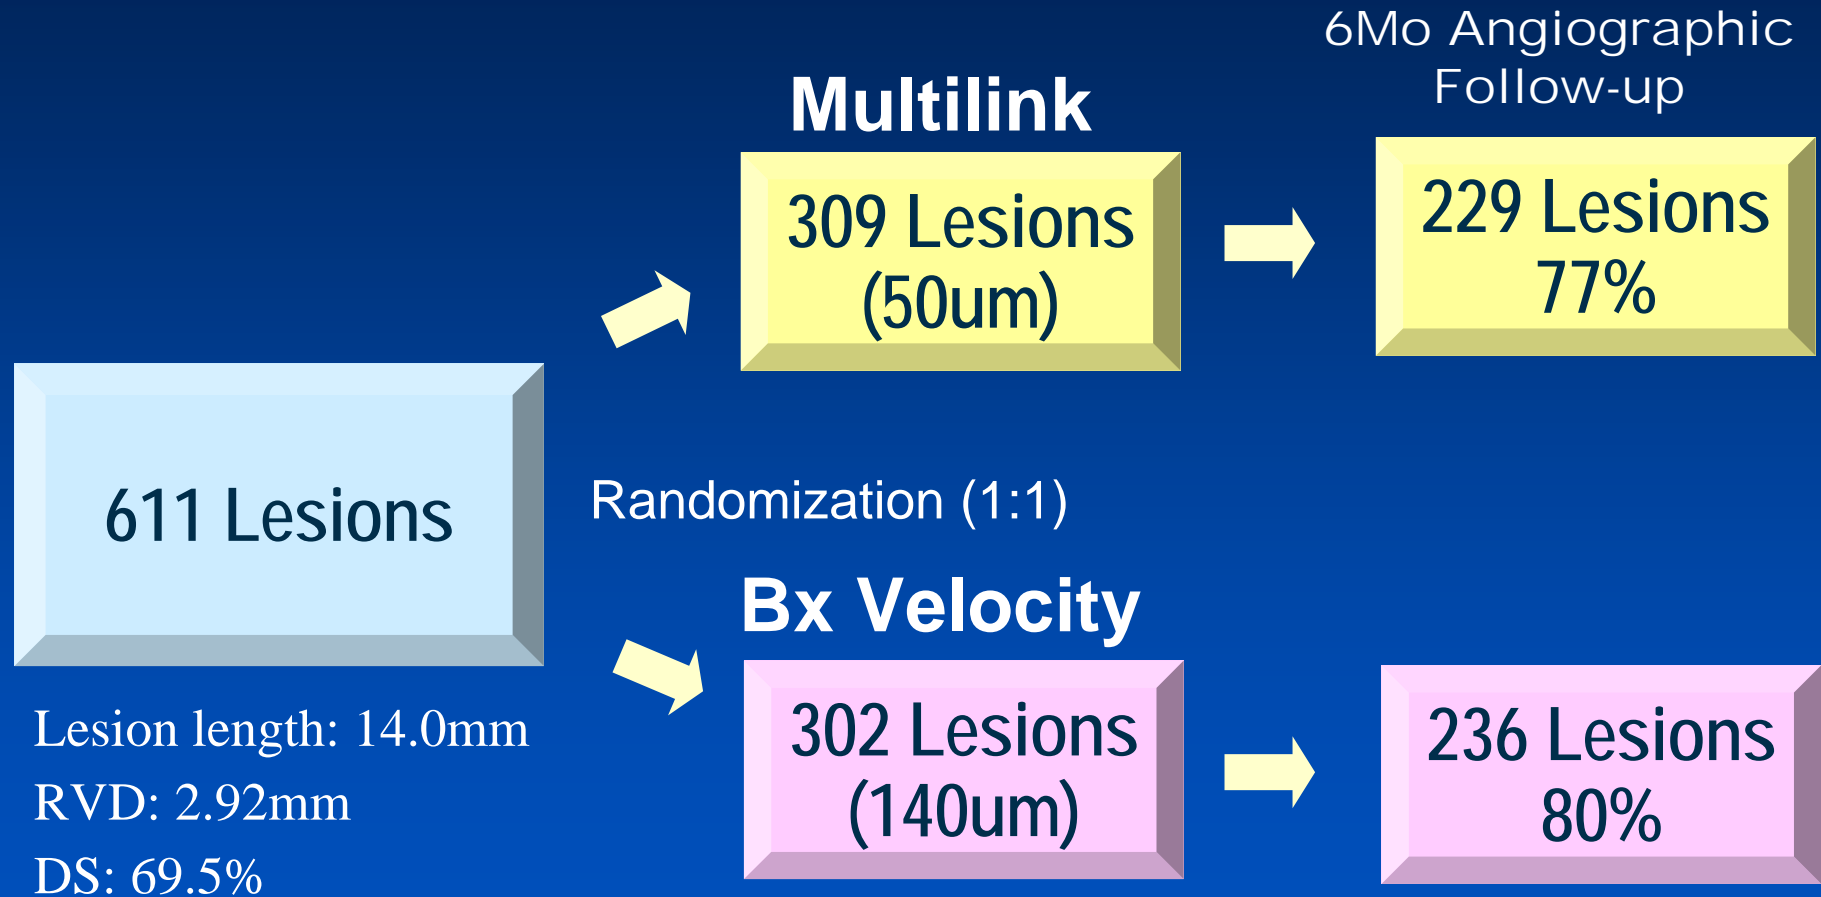 6Mo Angiographic
Follow-up
Multilink
309 Lesions
(50um)
229 Lesions
77%
611 Lesions
Randomization (1:1)
Bx Velocity
302 Lesions
(140um)
236 Lesions
80%
Lesion length: 14.0mm
RVD: 2.92mm
DS: 69.5%